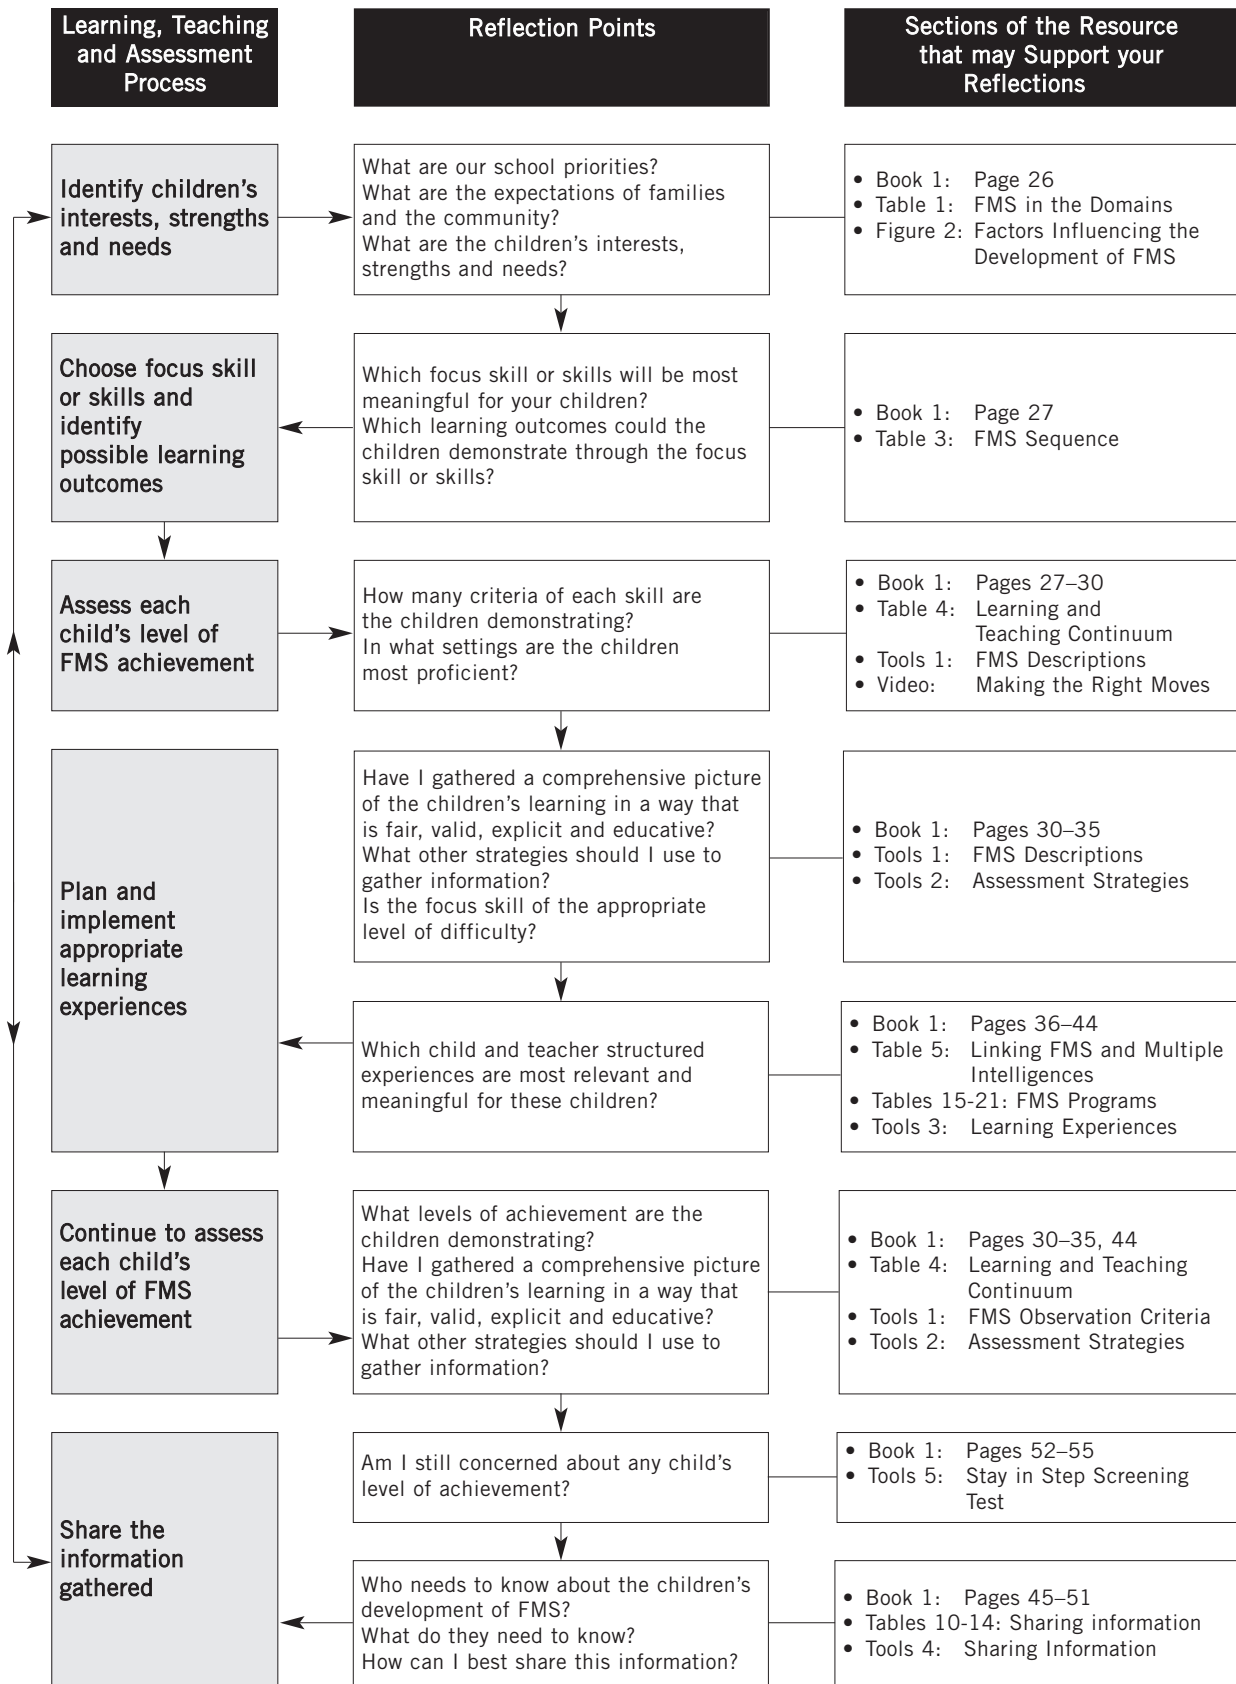 Learning, Teaching
and Assessment
Process
Reflection Points
Sections of the Resource
that may Support your
Reflections
Identify children's
interests, strengths
and needs
What are our school priorities?
What are the expectations of families
and the community?
What are the children's interests,
strengths and needs?
• Book 1: Page 26
• Table 1: FMS in the Domains
• Figure 2: Factors Influencing the
Development of FMS
Choose focus skill
or skills and
identify
possible learning
outcomes
Which focus skill or skills will be most
meaningful for your children?
Which learning outcomes could the
children demonstrate through the focus
skill or skills?
• Book 1: Page 27
• Table 3: FMS Sequence
Assess each
child's level of
FMS achievement
How many criteria of each skill are
the children demonstrating?
In what settings are the children
most proficient?
• Book 1: Pages 27–30
• Table 4: Learning and
Teaching Continuum
• Tools 1: FMS Descriptions
• Video: Making the Right Moves
Plan and
implement
appropriate
learning
experiences
Have I gathered a comprehensive picture
of the children's learning in a way that
is fair, valid, explicit and educative?
What other strategies should I use to
gather information?
Is the focus skill of the appropriate
level of difficulty?
• Book 1: Pages 30–35
• Tools 1: FMS Descriptions
• Tools 2: Assessment Strategies
Which child and teacher structured
experiences are most relevant and
meaningful for these children?
• Book 1: Pages 36–44
• Table 5: Linking FMS and Multiple
Intelligences
• Tables 15-21: FMS Programs
• Tools 3: Learning Experiences
Continue to assess
each child's
level of FMS
achievement
What levels of achievement are the
children demonstrating?
Have I gathered a comprehensive picture
of the children's learning in a way that
is fair, valid, explicit and educative?
What other strategies should I use to
gather information?
• Book 1: Pages 30–35, 44
• Table 4: Learning and Teaching
Continuum
• Tools 1: FMS Observation Criteria
• Tools 2: Assessment Strategies
Share the
information
gathered
Am I still concerned about any child's
level of achievement?
• Book 1: Pages 52–55
• Tools 5: Stay in Step Screening
Test
Who needs to know about the children's
development of FMS?
What do they need to know?
How can I best share this information?
• Book 1: Pages 45–51
• Tables 10-14: Sharing information
• Tools 4: Sharing Information